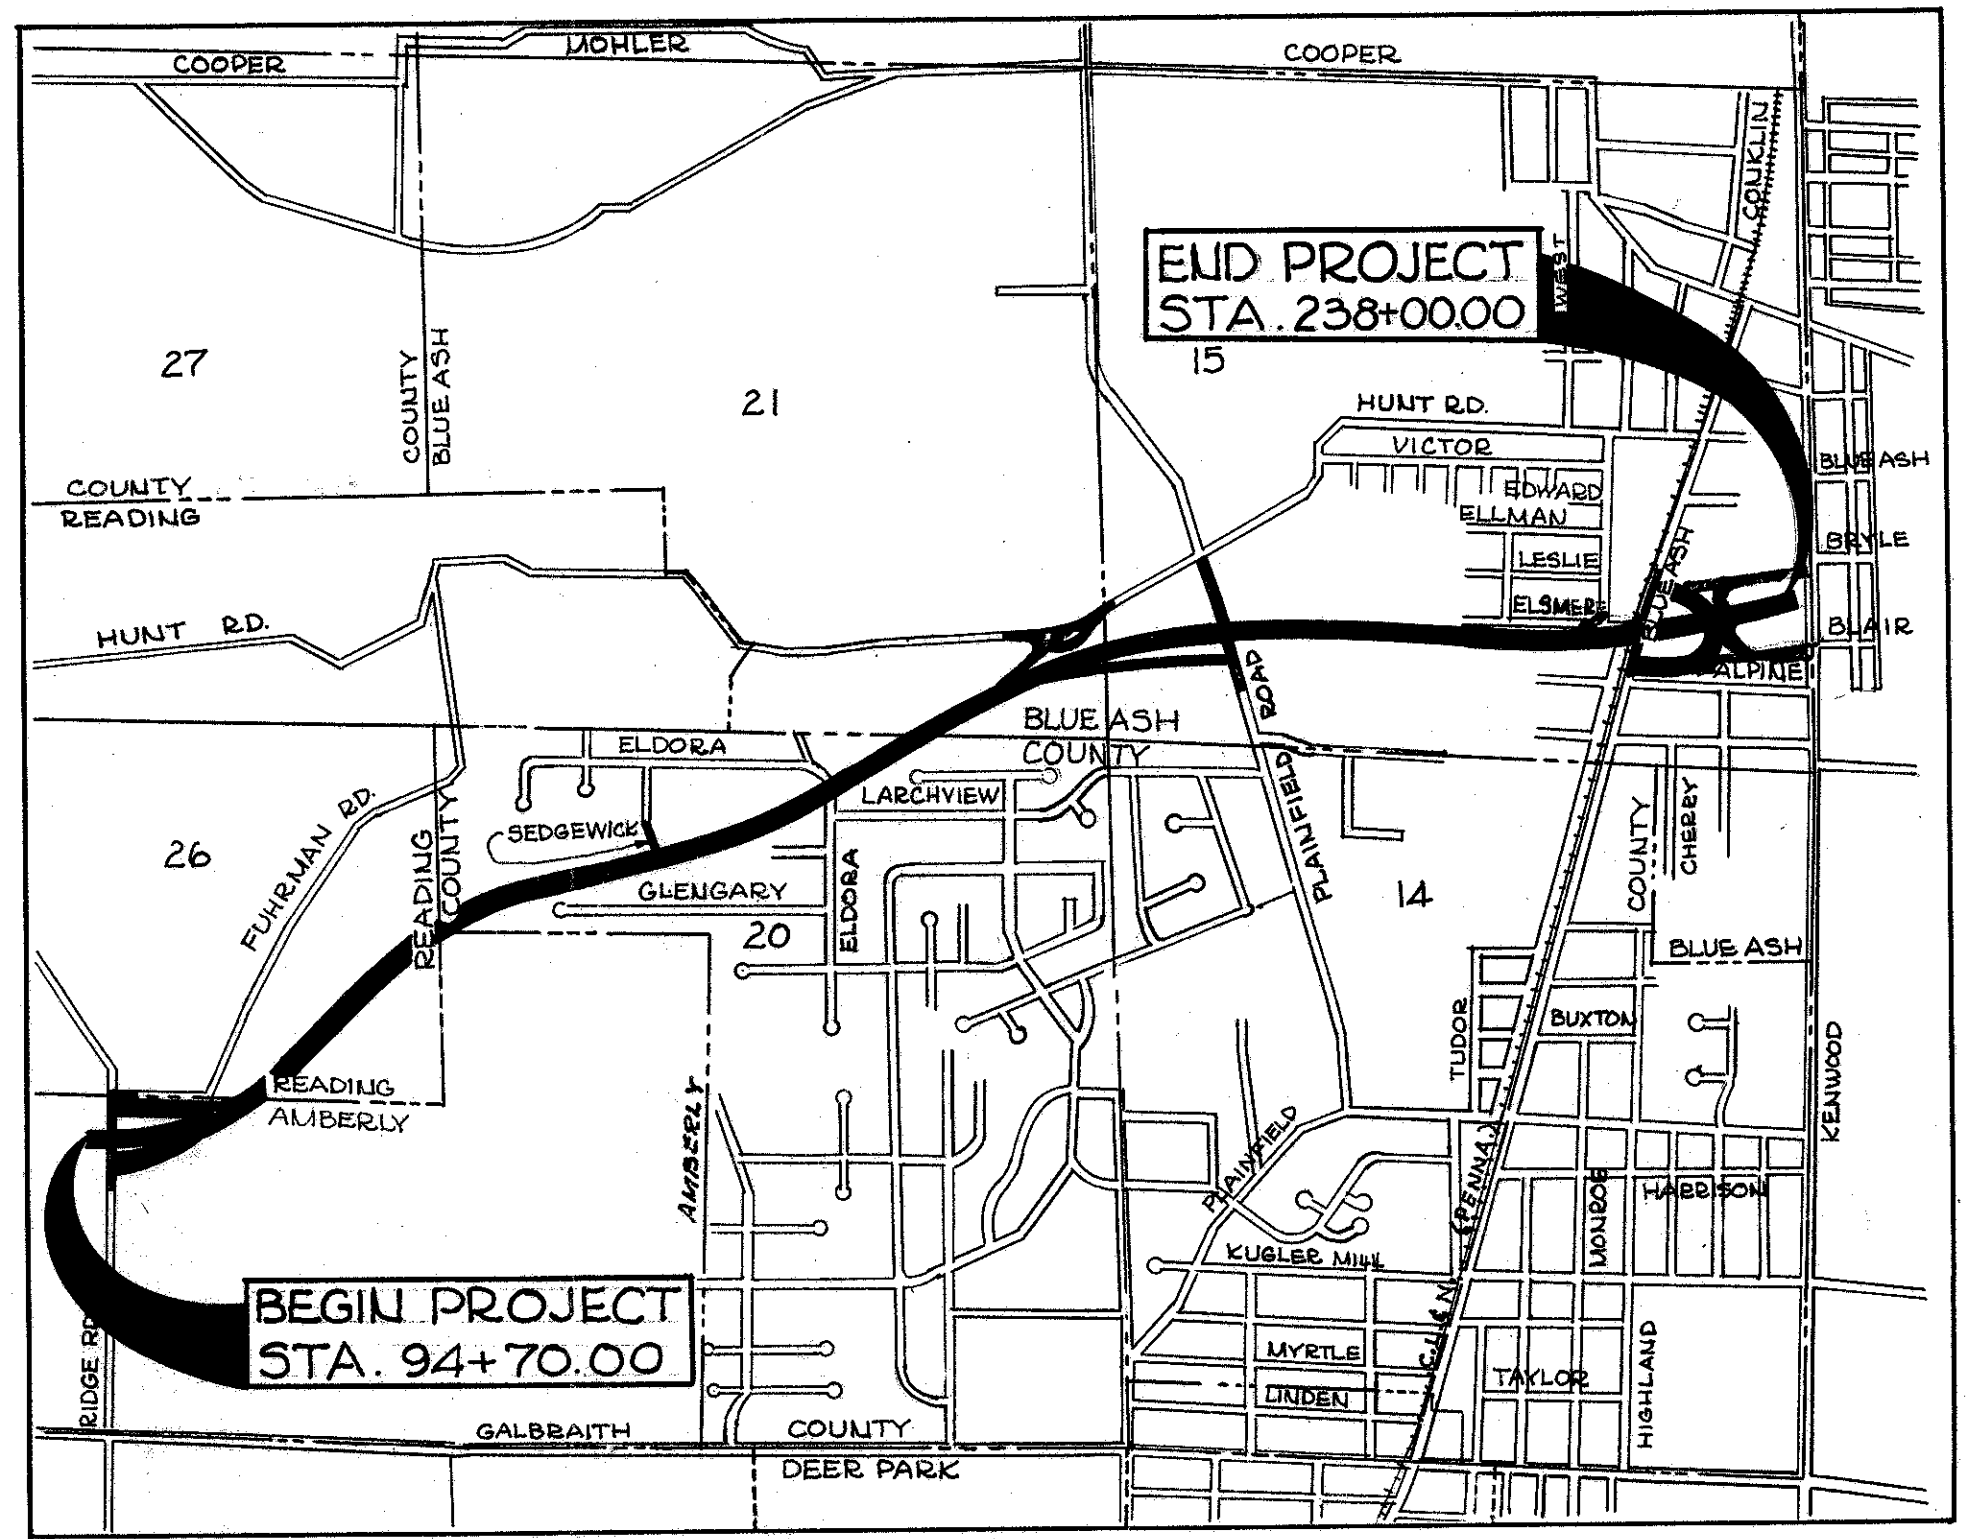 MOHLER
COOPER
COOPER
CONKLIN
END PROJECT
STA. 238+00.00
WEST
27
COUNTY
BLUE ASH
21
15
HUNT RD.
VICTOR
BLUE ASH
COUNTY
READING
EDWARD
ELLMAN
BRYLE
LESLIE
BLUE ASH
ELSMERE
HUNT RD.
BLAIR
ALPINE
ROAD
BLUE ASH
COUNTY
ELDORA
PLAINFIELD
LARCHVIEW
FUHRMAN RD.
READING
COUNTY
SEDGEWICK
COUNTY
CHERRY
26
GLENGARY
ELDORA
14
20
BLUE ASH
TUDOR
BUXTON
KENWOOD
READING
AMBERLY
AMBERLY
PLAINFIELD
(PENNA.)
MONROE
HARRISON
KUGLER MILL
BEGIN PROJECT
STA. 94+70.00
C.L.&N.
RIDGE RD
MYRTLE
LINDEN
TAYLOR
HIGHLAND
GALBRAITH
COUNTY
DEER PARK